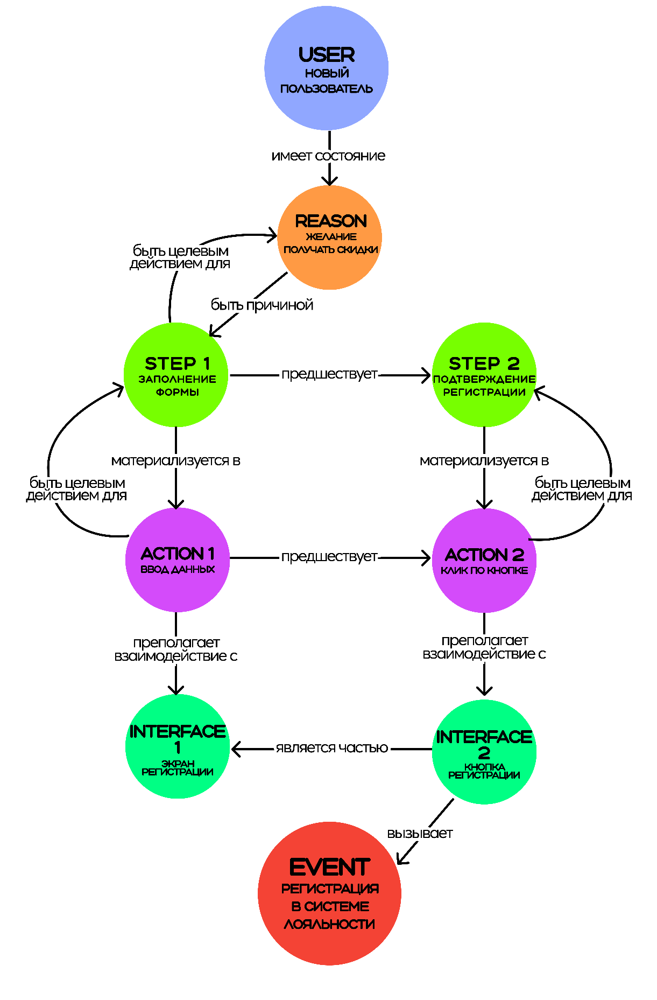 USER
НОВЫЙ
ПОЛЬЗОВАТЕЛЬ
имеет состояние
REASON
ЖЕЛАНИЕ
ПОЛУЧАТЬ СКИДКИ
быть целевым
действием для
быть причиной
STEP 1
ЗАПОЛНЕНИЕ
ФОРМЫ
предшествует
STEP 2
ПОДТВЕРЖДЕНИЕ
РЕГИСТРАЦИИ
материализуется в
материализуется в
быть целевым
действием для
быть целевым
действием для
ACTION 1
ВВОД ДАННЫХ
предшествует
ACTION 2
КЛИК ПО КНОПКЕ
преполагает
взаимодействие с
преполагает
взаимодействие с
INTERFACE
1
ЭКРАН
РЕГИСТРАЦИИ
является частью
INTERFACE
2
КНОПКА
РЕГИСТРАЦИИ
вызывает
EVENT
РЕГИСТРАЦИЯ
В СИСТЕМЕ
ЛОЯЛЬНОСТИ